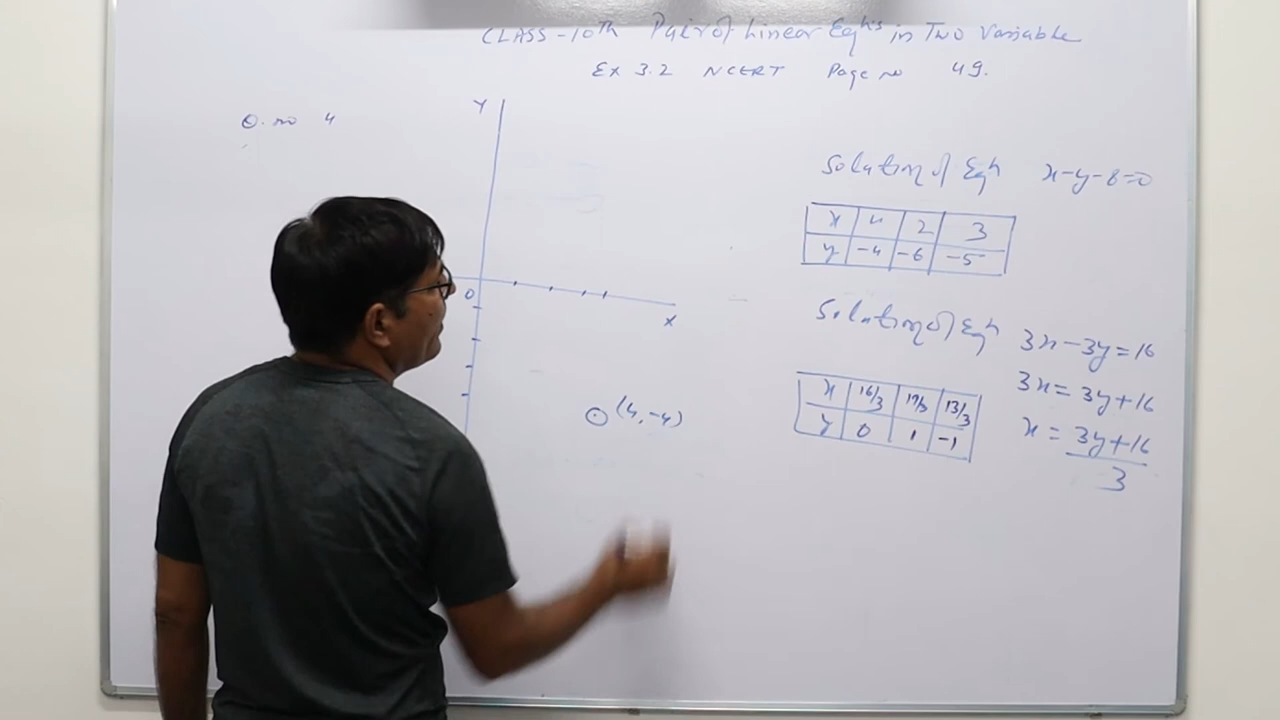 CLASS-10th Pair of Linear Eqns in Two Variable
Ex 3.2 NCERT Page no 49.
Q. no 4
Y
O
X
(4,-4)
Solution of Eqn x-y-8=0
x 4 2 3
y -4 -6 -5
Solution of Eqn 3x-3y=16
3x=3y+16
x = 3y+16
3
x 16/3 19/3 13/3
y 0 1 -1